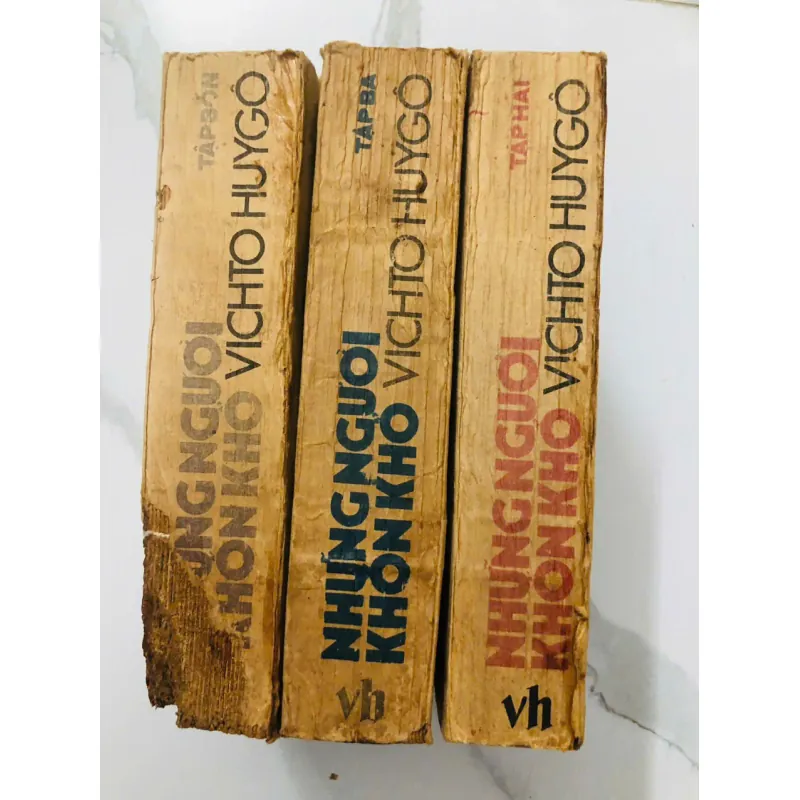 ỮNG NGƯỜI TẬP BỐN
KHỐN KHỔ VICHTO HUYGÔ
NHỮNG NGƯỜI TẬP BA
KHỐN KHỔ VICHTO HUYGÔ
vh
NHỮNG NGƯỜI TẬP HAI
KHỐN KHỔ VICHTO HUYGÔ
vh